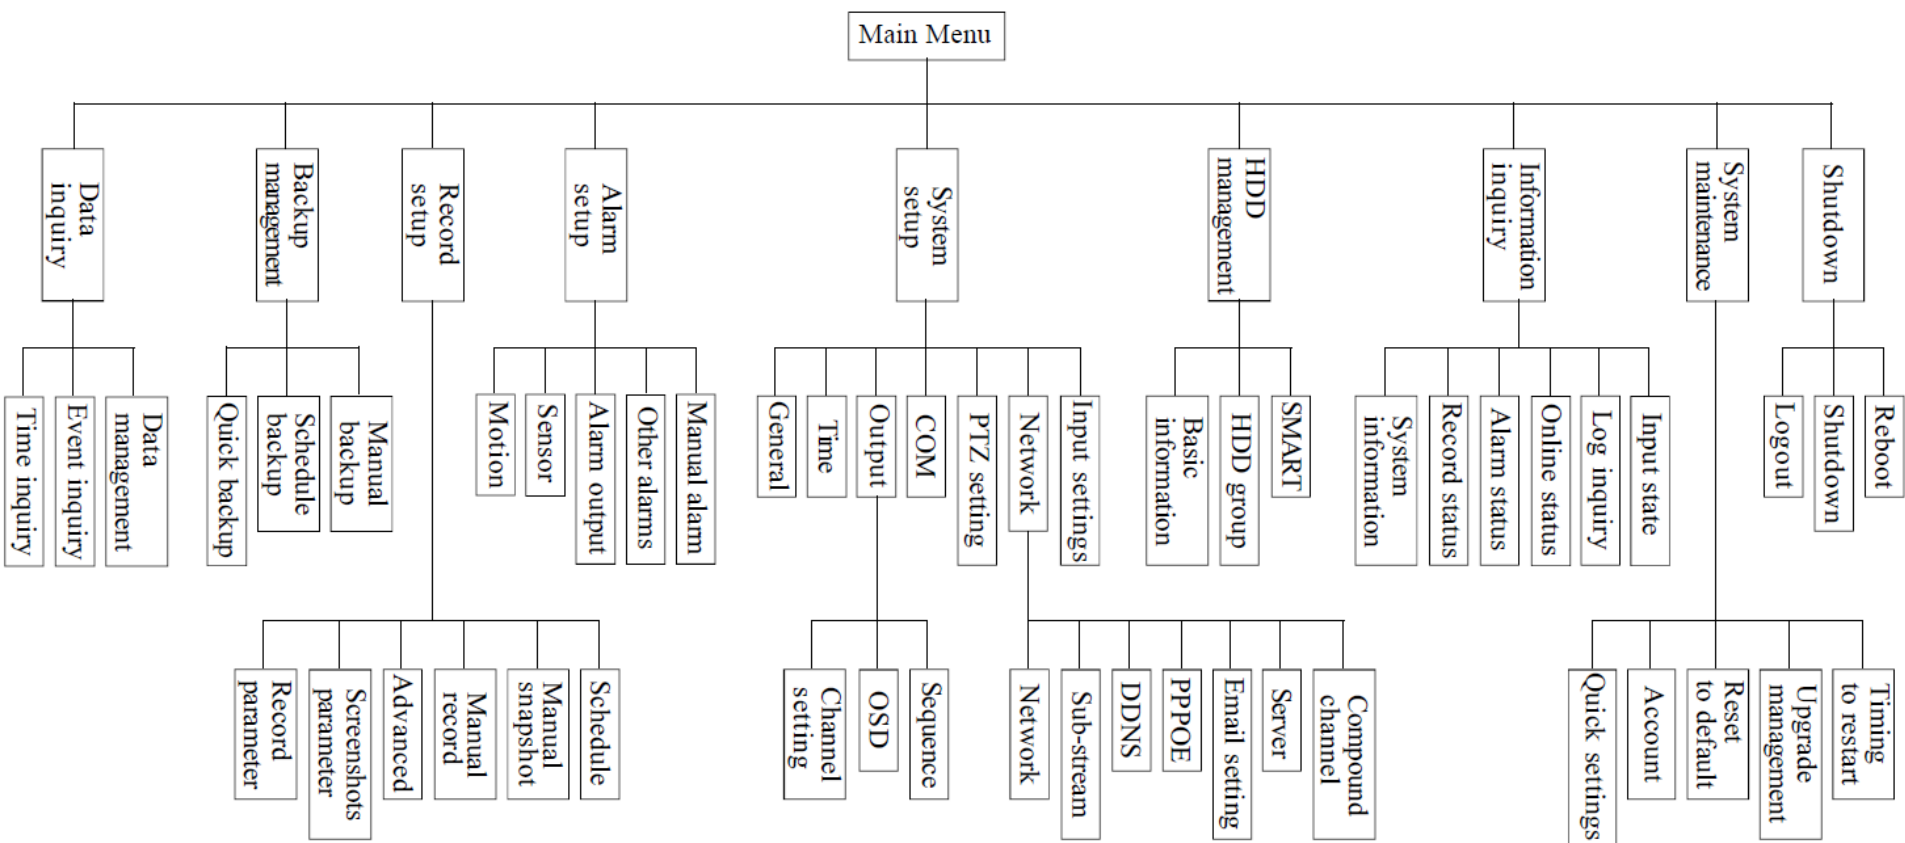 Main Menu
Data
inquiry
Backup
management
Record
setup
Alarm
setup
System
setup
HDD
management
Information
inquiry
System
maintenance
Shutdown
Time inquiry
Event inquiry
Data
management
Quick backup
Schedule
backup
Manual
backup
Motion
Sensor
Alarm output
Other alarms
Manual alarm
General
Time
Output
COM
PTZ setting
Network
Input settings
Basic
information
HDD group
SMART
System
information
Record status
Alarm status
Online status
Log inquiry
Input state
Logout
Shutdown
Reboot
Record
parameter
Screenshots
parameter
Advanced
Manual
record
Manual
snapshot
Schedule
Channel
setting
OSD
Sequence
Network
Sub-stream
DDNS
PPPOE
Email setting
Server
Compound
channel
Quick settings
Account
Reset
to default
Upgrade
management
Timing
to restart